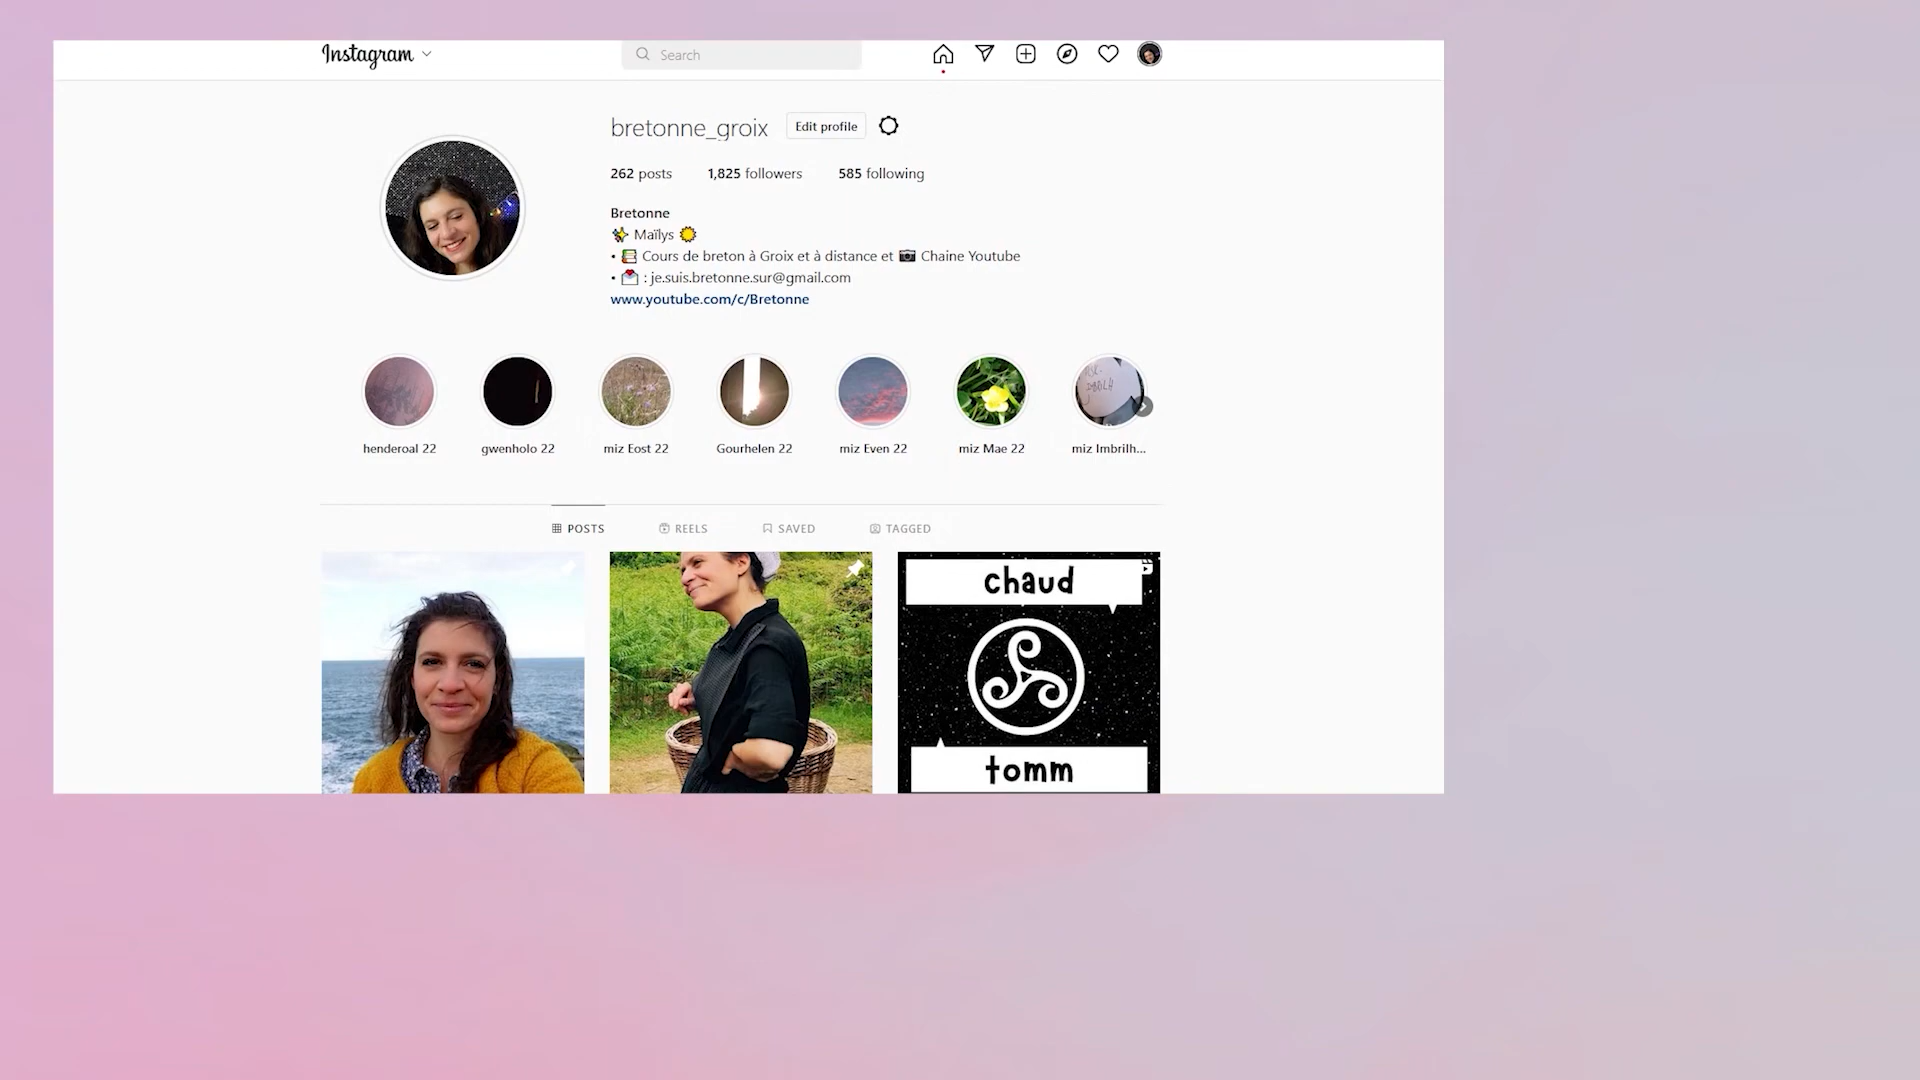 Instagram
Search
bretonne_groix
Edit profile
262 posts
1,825 followers
585 following
Bretonne
✨ Maïlys 🌞
• 📚 Cours de breton à Groix et à distance et 📷 Chaine Youtube
• 💌 : je.suis.bretonne.sur@gmail.com
www.youtube.com/c/Bretonne
henderoal 22
gwenholo 22
miz Eost 22
Gourhelen 22
miz Even 22
miz Mae 22
miz Imbrilh...
POSTS
REELS
SAVED
TAGGED
chaud
tomm